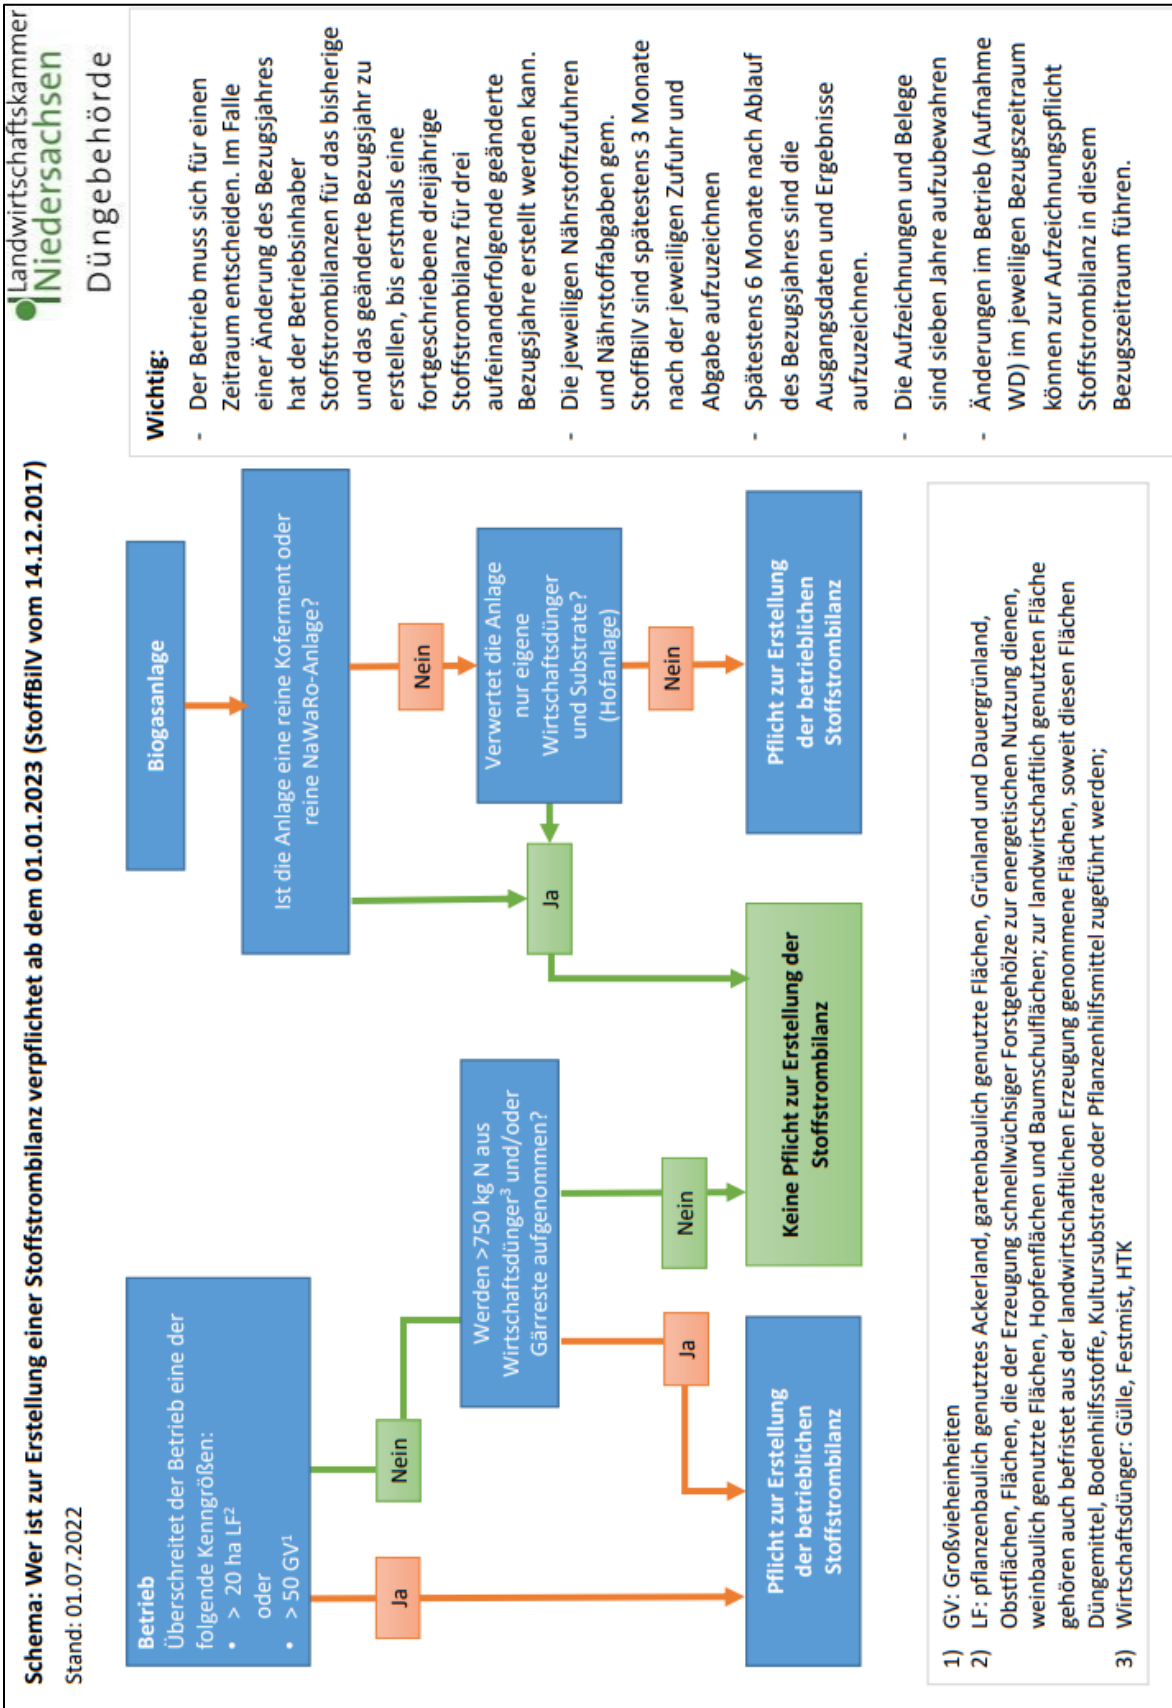 Landwirtschaftskammer
Niedersachsen
Düngebehörde
Schema: Wer ist zur Erstellung einer Stoffstrombilanz verpflichtet ab dem 01.01.2023 (StoffBilV vom 14.12.2017)
Stand: 01.07.2022
Betrieb
Überschreitet der Betrieb eine der
folgende Kenngrößen:
• > 20 ha LF²
oder
• > 50 GV¹
Ja
Nein
Werden >750 kg N aus
Wirtschaftsdünger³ und/oder
Gärreste aufgenommen?
Ja
Nein
Pflicht zur Erstellung
der betrieblichen
Stoffstrombilanz
Keine Pflicht zur Erstellung der
Stoffstrombilanz
Biogasanlage
Ist die Anlage eine reine Koferment oder
reine NaWaRo-Anlage?
Nein
Ja
Verwertet die Anlage
nur eigene
Wirtschaftsdünger
und Substrate?
(Hofanlage)
Nein
Pflicht zur Erstellung
der betrieblichen
Stoffstrombilanz
Wichtig:
- Der Betrieb muss sich für einen
Zeitraum entscheiden. Im Falle
einer Änderung des Bezugsjahres
hat der Betriebsinhaber
Stoffstrombilanzen für das bisherige
und das geänderte Bezugsjahr zu
erstellen, bis erstmals eine
fortgeschriebene dreijährige
Stoffstrombilanz für drei
aufeinanderfolgende geänderte
Bezugsjahre erstellt werden kann.
- Die jeweiligen Nährstoffzufuhren
und Nährstoffabgaben gem.
StoffBilV sind spätestens 3 Monate
nach der jeweiligen Zufuhr und
Abgabe aufzuzeichnen
- Spätestens 6 Monate nach Ablauf
des Bezugsjahres sind die
Ausgangsdaten und Ergebnisse
aufzuzeichnen.
- Die Aufzeichnungen und Belege
sind sieben Jahre aufzubewahren
- Änderungen im Betrieb (Aufnahme
WD) im jeweiligen Bezugszeitraum
können zur Aufzeichnungspflicht
Stoffstrombilanz in diesem
Bezugszeitraum führen.
1) GV: Großvieheinheiten
2) LF: pflanzenbaulich genutztes Ackerland, gartenbaulich genutzte Flächen, Grünland und Dauergrünland,
Obstflächen, Flächen, die der Erzeugung schnellwüchsiger Forstgehölze zur energetischen Nutzung dienen,
weinbaulich genutzte Flächen, Hopfenflächen und Baumschulflächen; zur landwirtschaftlich genutzten Fläche
gehören auch befristet aus der landwirtschaftlichen Erzeugung genommene Flächen, soweit diesen Flächen
Düngemittel, Bodenhilfsstoffe, Kultursubstrate oder Pflanzenhilfsmittel zugeführt werden;
3) Wirtschaftsdünger: Gülle, Festmist, HTK